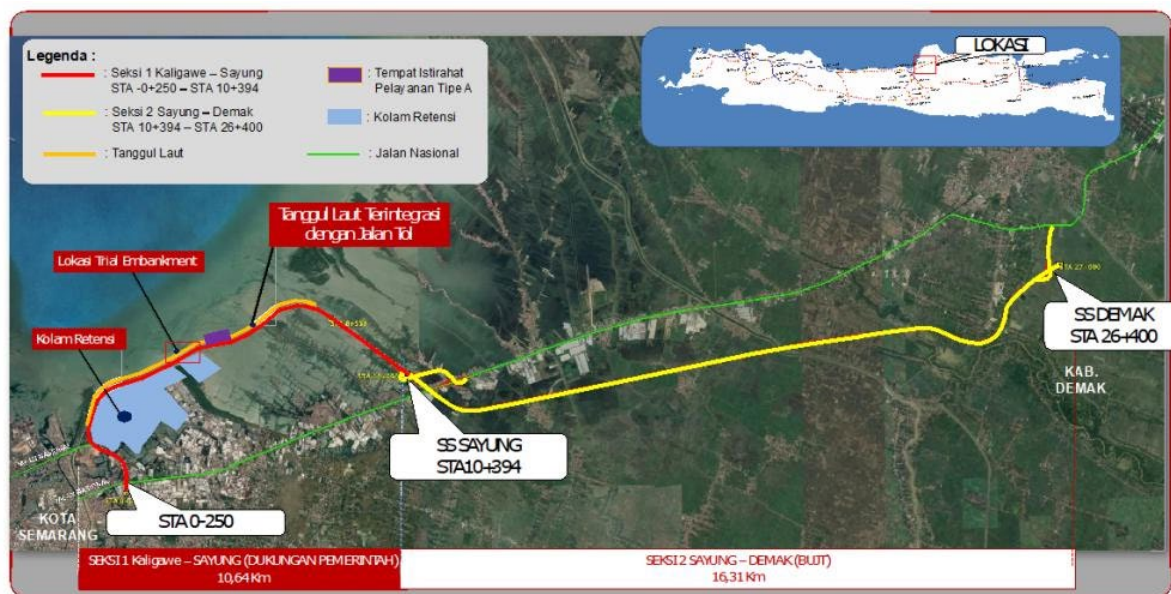 Legenda :
: Seksi 1 Kaligawe – Sayung
STA -0+250 – STA 10+394
: Seksi 2 Sayung – Demak
STA 10+394 – STA 26+400
: Tanggul Laut
: Tempat Istirahat
Pelayanan Tipe A
: Kolam Retensi
: Jalan Nasional
LOKASI
Tanggul Laut Terintegrasi
dengan Jalan Tol
Lokasi Trial Embankment
Kolam Retensi
SS DEMAK
STA 26+400
KAB.
DEMAK
SS SAYUNG
STA10+394
STA 0-250
KOTA
SEMARANG
SEKSI 1 Kaligawe – SAYUNG (DUKUNGAN PEMERINTAH)
10,64 Km
SEKSI 2 SAYUNG – DEMAK (BUJT)
16,31 Km